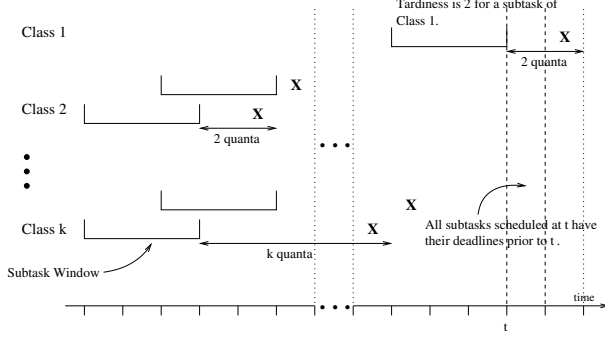 Tardiness is 2 for a subtask of
Class 1.
Class 1
X
2 quanta
X
Class 2
X
2 quanta
X
Class k
X
All subtasks scheduled at t have
their deadlines prior to t .
k quanta
Subtask Window
time
t